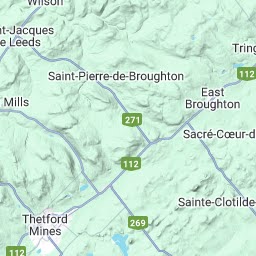 Wilson
nt-Jacques
e Leeds
Tring
Saint-Pierre-de-Broughton
112
East
Broughton
Mills
271
Sacré-Cœur-d
112
Sainte-Clotilde-
Thetford
Mines
269
112